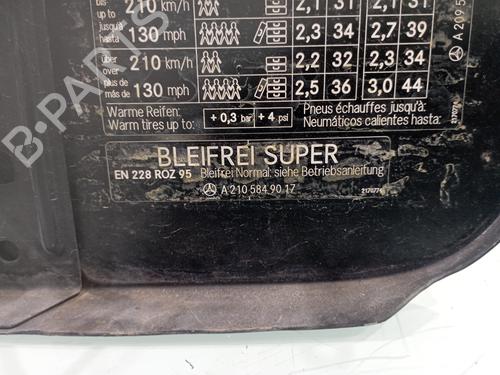 bis
up to 210 km/h 2,1 31 2,1 31
jusqu'à
hasta 130 mph 2,3 34 2,7 39
über
over 210 km/h 2,2 32 2,3 34
plus de
más de 130 mph 2,5 36 3,0 44
Warme Reifen: + 0,3 bar + 4 psi Pneus échauffés jusqu'à:
Warm tires up to: Neumáticos calientes hasta:
A 209 5
BLEIFREI SUPER
EN 228 ROZ 95 Bleifrei Normal: siehe Betriebsanleitung
A 210 584 90 17
B-PARTS